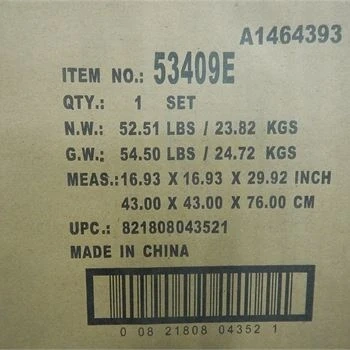 A1464393
ITEM NO.: 53409E
QTY.: 1 SET
N.W.: 52.51 LBS / 23.82 KGS
G.W.: 54.50 LBS / 24.72 KGS
MEAS.:16.93 X 16.93 X 29.92 INCH
43.00 X 43.00 X 76.00 CM
UPC.: 821808043521
MADE IN CHINA
0 08 21808 04352 1